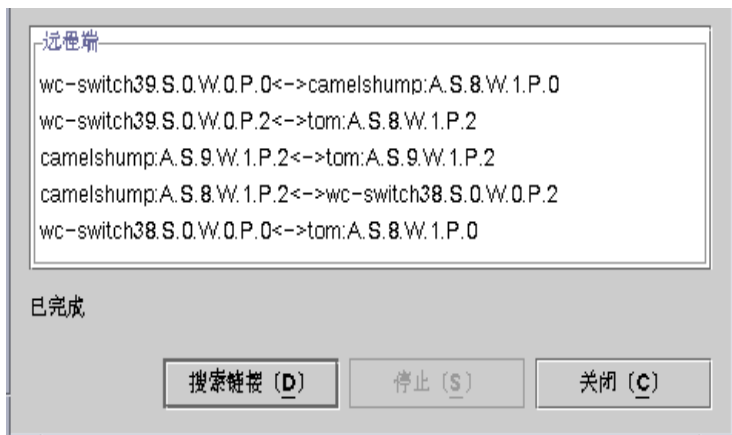 远程端
wc-switch39.S.0.W.0.P.0<->camelshump:A.S.8.W.1.P.0
wc-switch39.S.0.W.0.P.2<->tom:A.S.8.W.1.P.2
camelshump:A.S.9.W.1.P.2<->tom:A.S.9.W.1.P.2
camelshump:A.S.8.W.1.P.2<->wc-switch38.S.0.W.0.P.2
wc-switch38.S.0.W.0.P.0<->tom:A.S.8.W.1.P.0
已完成
搜索链接 (D) 停止 (S) 关闭 (C)